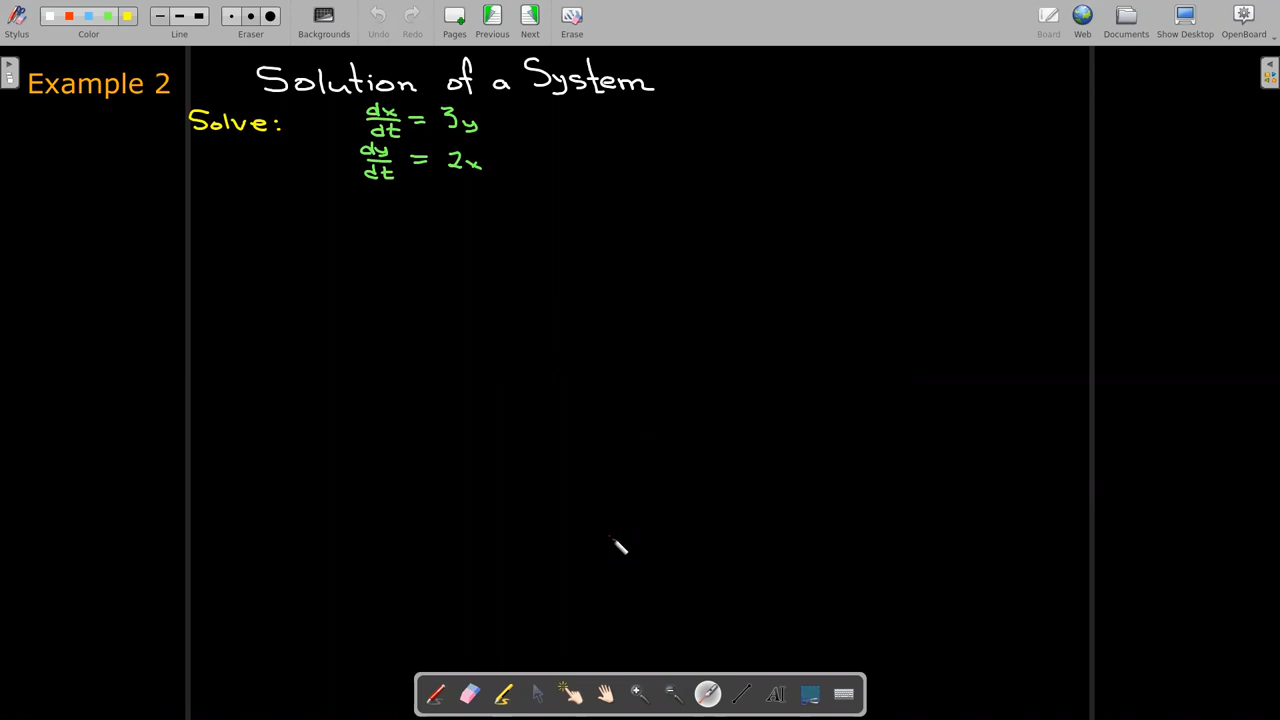 Stylus Color Line Eraser Backgrounds Undo Redo Pages Previous Next Erase Board Web Documents Show Desktop OpenBoard
Example 2 Solution of a System
Solve: dx/dt = 3y
dy/dt = 2x
AI